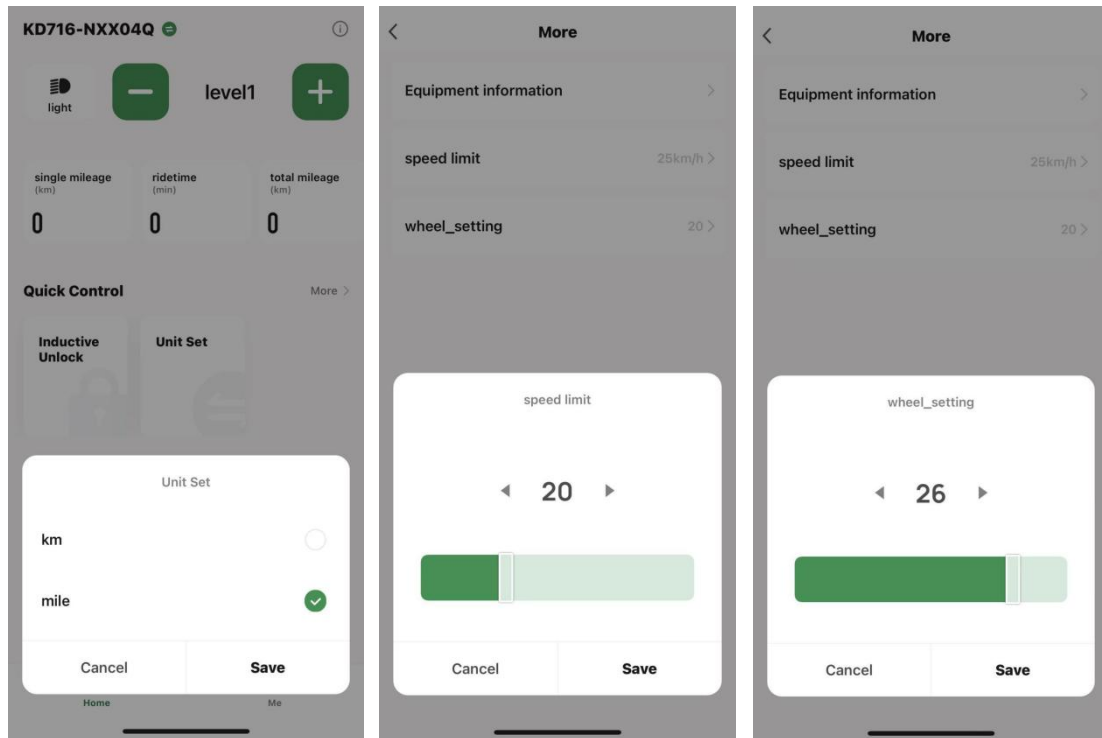 KD716-NXX04Q
light
level1
single mileage
(km)
0
ridetime
(min)
0
total mileage
(km)
0
Quick Control
More >
Inductive
Unlock
Unit Set
Unit Set
km
mile
Cancel
Save
Home
Me
More
Equipment information
speed limit
25km/h >
wheel_setting
20 >
speed limit
20
Cancel
Save
More
Equipment information
speed limit
25km/h >
wheel_setting
20 >
wheel_setting
26
Cancel
Save